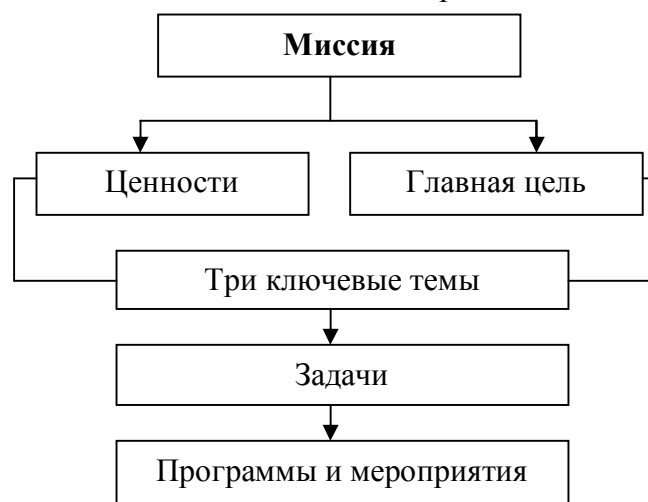 Миссия
Ценности
Главная цель
Три ключевые темы
Задачи
Программы и мероприятия